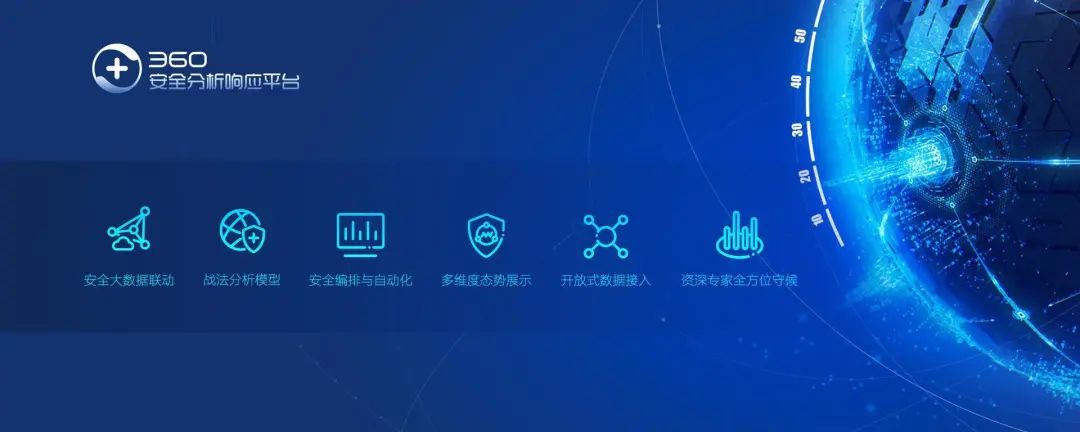 360
安全分析响应平台
安全大数据联动
战法分析模型
安全编排与自动化
多维度态势展示
开放式数据接入
资深专家全方位守候
50
40
30
20
10